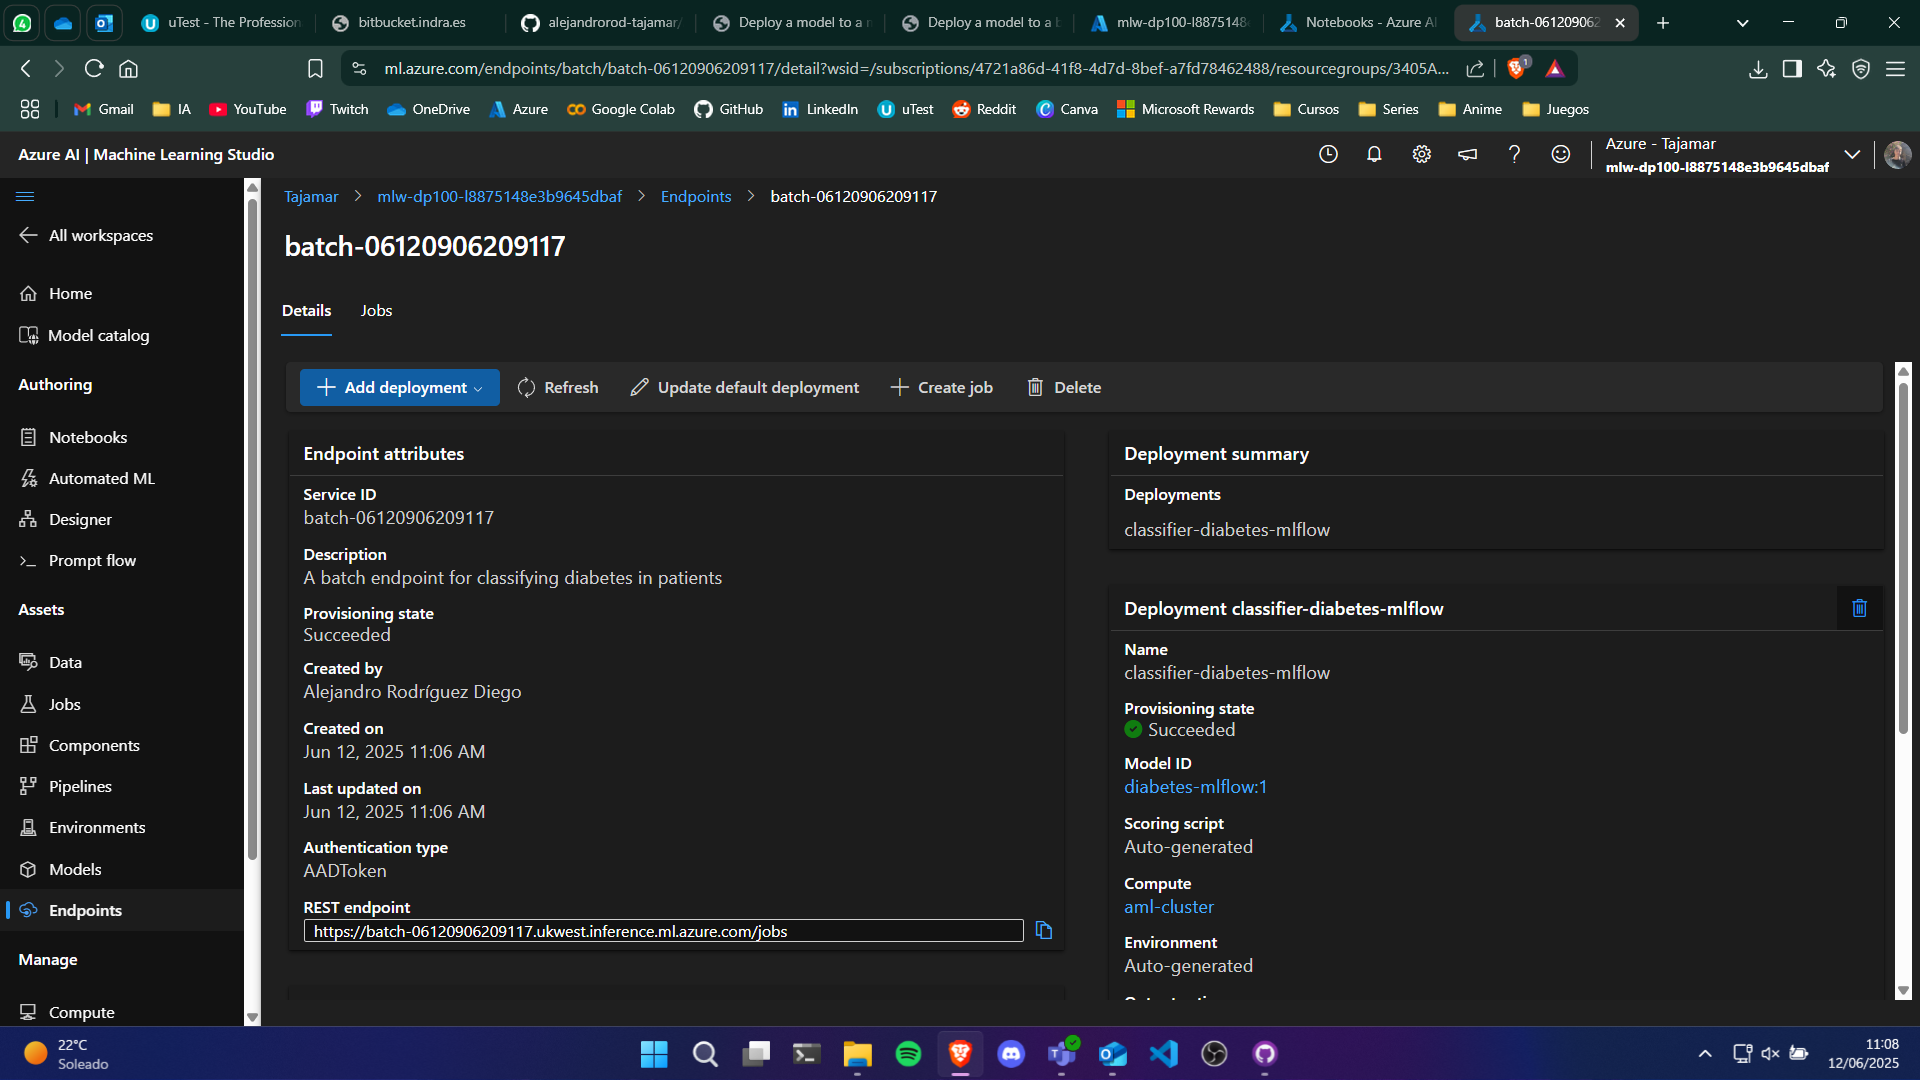 uTest - The Profession
bitbucket.indra.es
alejandrorod-tajamar/
Deploy a model to a
Deploy a model to a b
mlw-dp100-l8875148
Notebooks - Azure AI
batch-061209062
ml.azure.com/endpoints/batch/batch-06120906209117/detail?wsid=/subscriptions/4721a86d-41f8-4d7d-8bef-a7fd78462488/resourcegroups/3405A...
1
Gmail
IA
YouTube
Twitch
OneDrive
Azure
Google Colab
GitHub
LinkedIn
uTest
Reddit
Canva
Microsoft Rewards
Cursos
Series
Anime
Juegos
Azure AI | Machine Learning Studio
Azure - Tajamar
mlw-dp100-l8875148e3b9645dbaf
All workspaces
Home
Model catalog
Authoring
Notebooks
Automated ML
Designer
Prompt flow
Assets
Data
Jobs
Components
Pipelines
Environments
Models
Endpoints
Manage
Compute
Tajamar > mlw-dp100-l8875148e3b9645dbaf > Endpoints > batch-06120906209117
batch-06120906209117
Details
Jobs
Add deployment
Refresh
Update default deployment
Create job
Delete
Endpoint attributes
Service ID
batch-06120906209117
Description
A batch endpoint for classifying diabetes in patients
Provisioning state
Succeeded
Created by
Alejandro Rodríguez Diego
Created on
Jun 12, 2025 11:06 AM
Last updated on
Jun 12, 2025 11:06 AM
Authentication type
AADToken
REST endpoint
https://batch-06120906209117.ukwest.inference.ml.azure.com/jobs
Deployment summary
Deployments
classifier-diabetes-mlflow
Deployment classifier-diabetes-mlflow
Name
classifier-diabetes-mlflow
Provisioning state
Succeeded
Model ID
diabetes-mlflow:1
Scoring script
Auto-generated
Compute
aml-cluster
Environment
Auto-generated
22°C
Soleado
11:08
12/06/2025